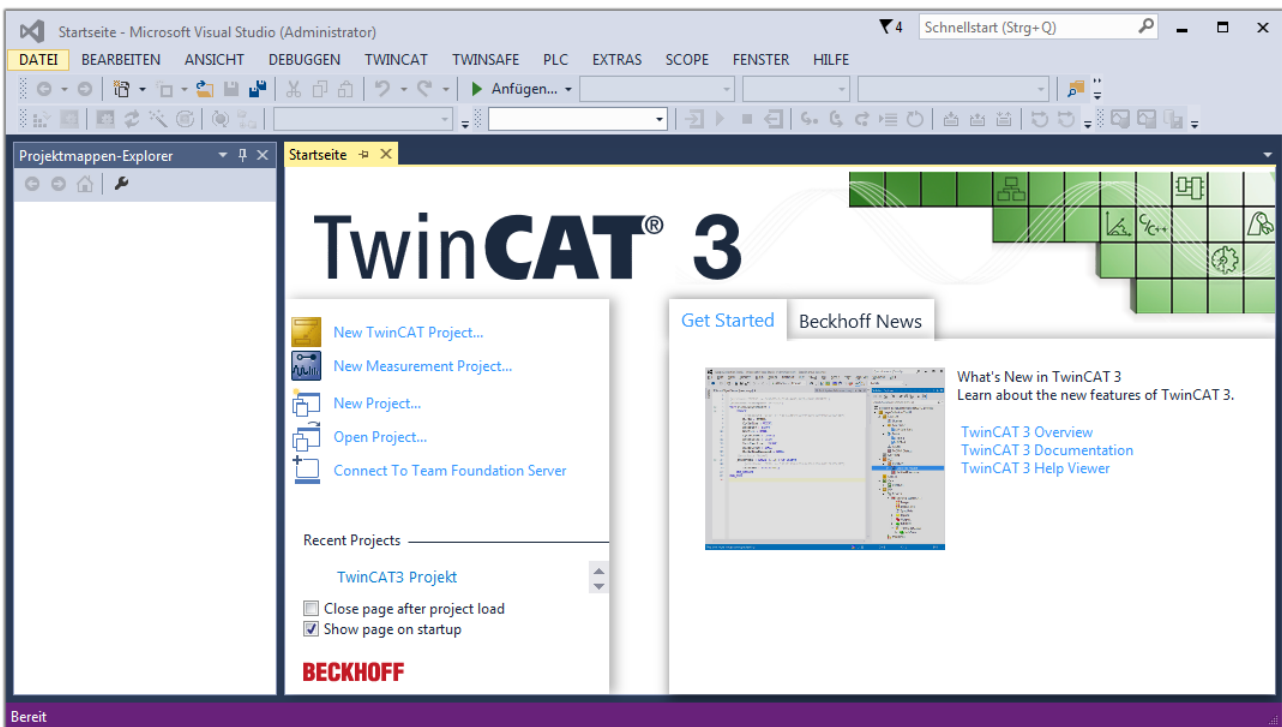 Startseite - Microsoft Visual Studio (Administrator)
4
Schnellstart (Strg+Q)
DATEI BEARBEITEN ANSICHT DEBUGGEN TWINCAT TWINSAFE PLC EXTRAS SCOPE FENSTER HILFE
Anfügen...
Projektmappen-Explorer
Startseite
TwinCAT® 3
C/C++
New TwinCAT Project...
New Measurement Project...
New Project...
Open Project...
Connect To Team Foundation Server
Recent Projects
TwinCAT3 Projekt
Close page after project load
Show page on startup
BECKHOFF
Get Started
Beckhoff News
What's New in TwinCAT 3
Learn about the new features of TwinCAT 3.
TwinCAT 3 Overview
TwinCAT 3 Documentation
TwinCAT 3 Help Viewer
Bereit